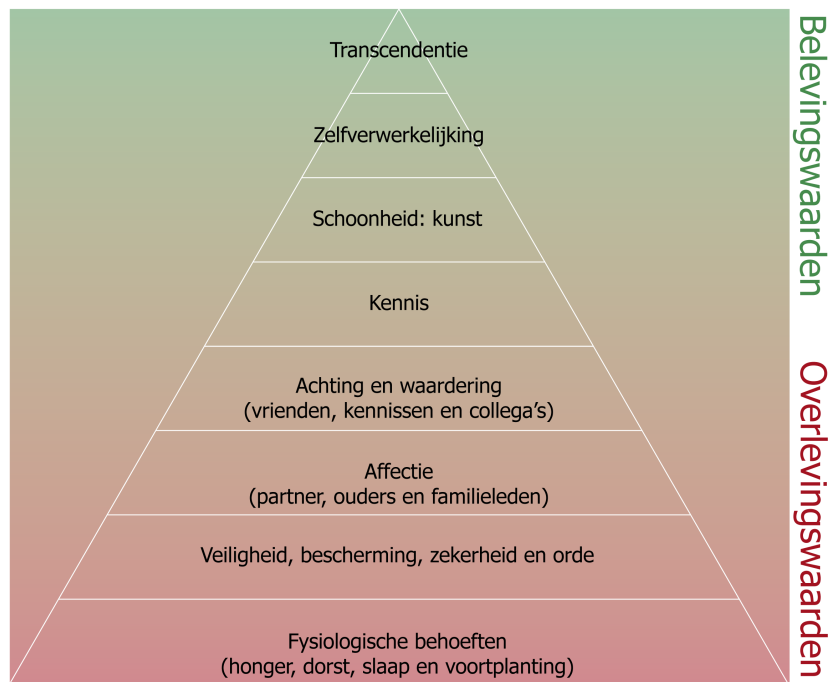 Transcendentie
Zelfverwerkelijking
Schoonheid: kunst
Kennis
Achting en waardering
(vrienden, kennissen en collega’s)
Affectie
(partner, ouders en familieleden)
Veiligheid, bescherming, zekerheid en orde
Fysiologische behoeften
(honger, dorst, slaap en voortplanting)
Belevingswaarden
Overlevingswaarden